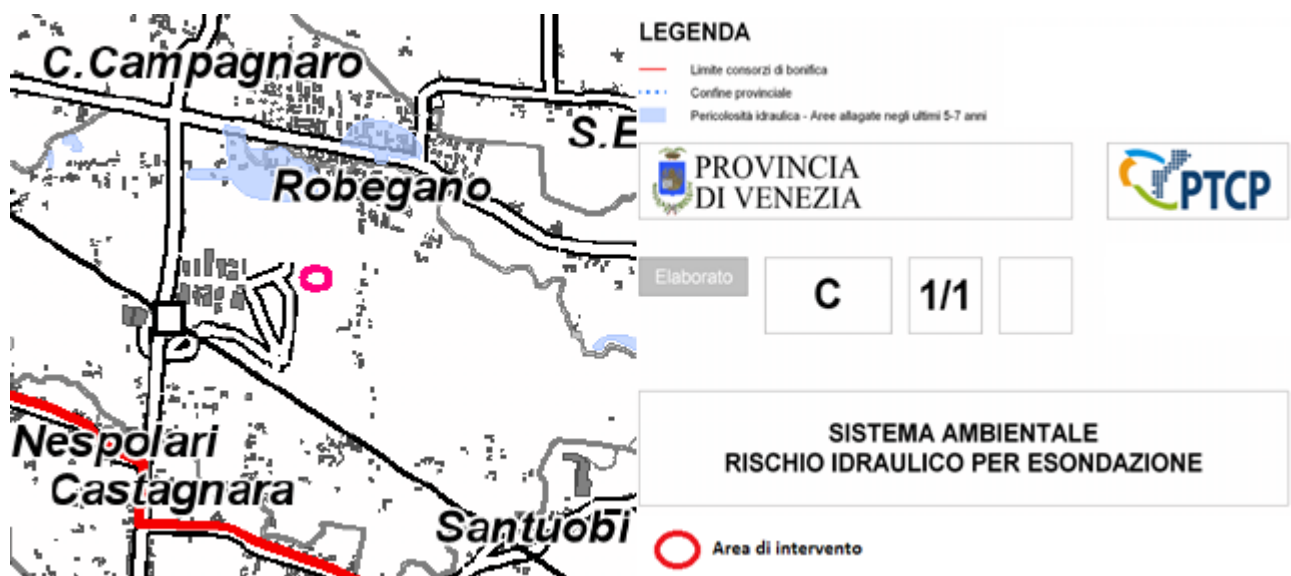 C.Campagnaro
S.E
Robegano
Nespolari
Castagnara
Santuobi
LEGENDA
Limite consorzi di bonifica
Confine provinciale
Pericolosità idraulica - Aree allagate negli ultimi 5-7 anni
PROVINCIA
DI VENEZIA
PTCP
Elaborato
C
1/1
SISTEMA AMBIENTALE
RISCHIO IDRAULICO PER ESONDAZIONE
Area di intervento